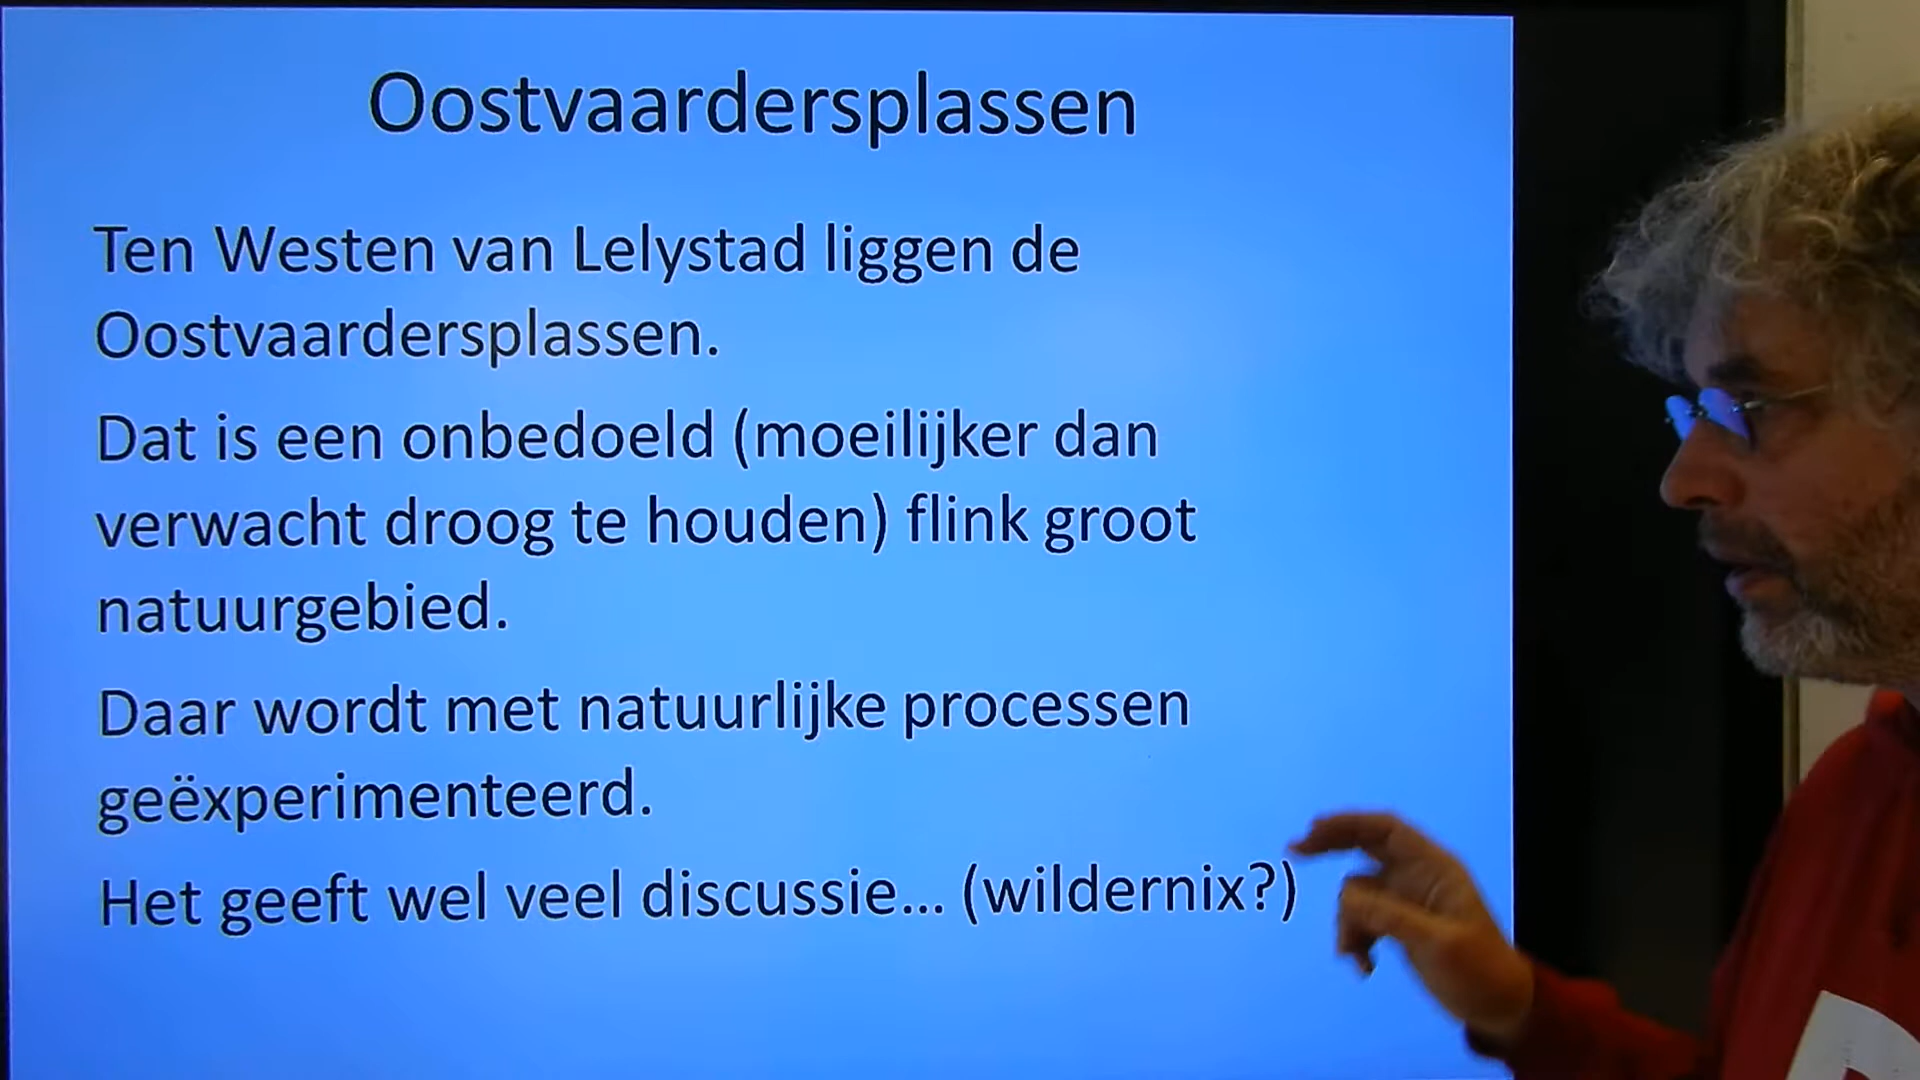 Oostvaardersplassen
Ten Westen van Lelystad liggen de
Oostvaardersplassen.
Dat is een onbedoeld (moeilijker dan
verwacht droog te houden) flink groot
natuurgebied.
Daar wordt met natuurlijke processen
geëxperimenteerd.
Het geeft wel veel discussie... (wildernix?)